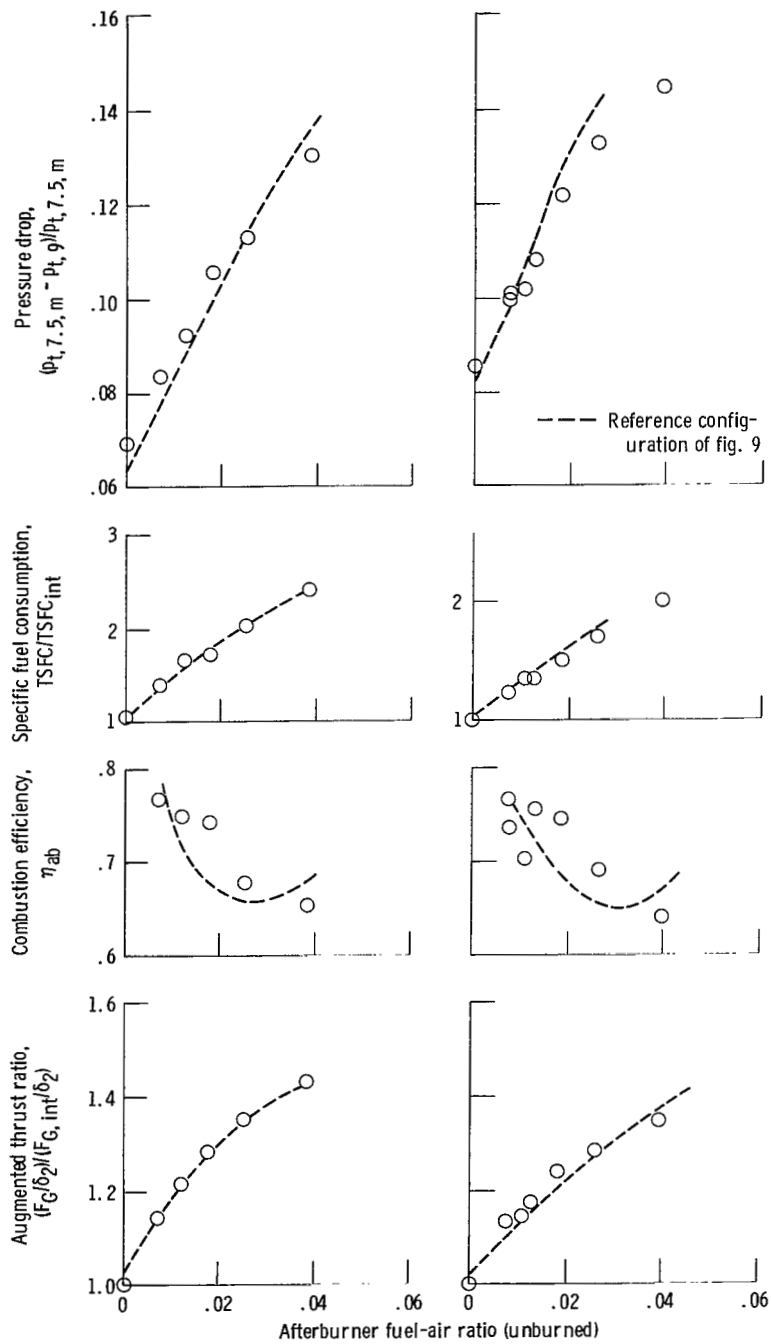 .16
.14
.12
.10
.08
.06
Pressure drop,
(pt, 7.5, m - pt, 9)/pt, 7.5, m
Reference config-
uration of fig. 9
3
2
1
Specific fuel consumption,
TSFC/TSFCint
2
1
.8
.7
.6
Combustion efficiency,
ηab
1.6
1.4
1.2
1.0
Augmented thrust ratio,
(FG/δ2)/(FG, int/δ2)
0 .02 .04 .06
0 .02 .04 .06
Afterburner fuel-air ratio (unburned)